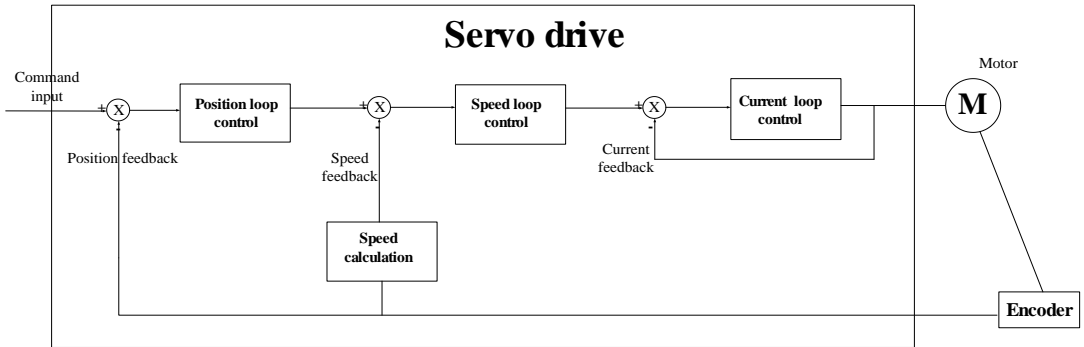 Servo drive
Command
input
+
X
-
Position feedback
Position loop
control
+
X
-
Speed
feedback
Speed
calculation
Speed loop
control
+
X
-
Current
feedback
Current loop
control
Motor
M
Encoder